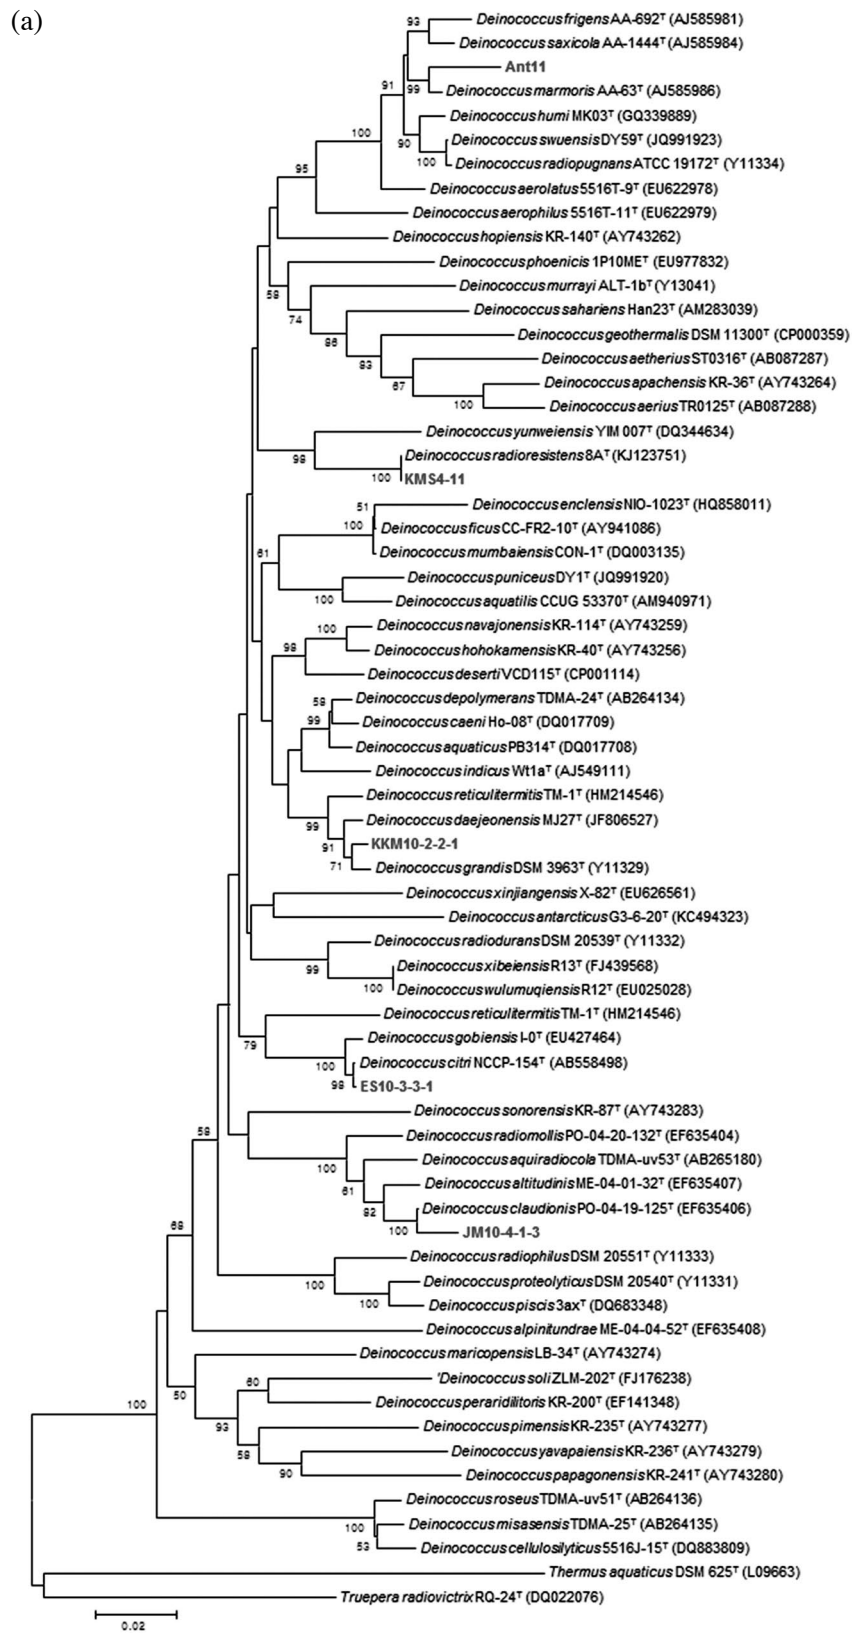 (a)
93
Deinococcus frigens AA-692ᵀ (AJ585981)
Deinococcus saxicola AA-1444ᵀ (AJ585984)
Ant11
91
99
Deinococcus marmoris AA-63ᵀ (AJ585986)
Deinococcus humi MK03ᵀ (GQ339889)
100
90
Deinococcus swuensis DY59ᵀ (JQ991923)
100
Deinococcus radiopugnans ATCC 19172ᵀ (Y11334)
95
Deinococcus aerolatus 5516T-9ᵀ (EU622978)
Deinococcus aerophilus 5516T-11ᵀ (EU622979)
Deinococcus hopiensis KR-140ᵀ (AY743262)
Deinococcus phoenicis 1P10MEᵀ (EU977832)
58
Deinococcus murrayi ALT-1bᵀ (Y13041)
74
Deinococcus sahariens Han23ᵀ (AM283039)
86
Deinococcus geothermalis DSM 11300ᵀ (CP000359)
83
Deinococcus aetherius ST0316ᵀ (AB087287)
67
Deinococcus apachensis KR-36ᵀ (AY743264)
100
Deinococcus aerius TR0125ᵀ (AB087288)
Deinococcus yunweiensis YIM 007ᵀ (DQ344634)
98
Deinococcus radioresistens 8Aᵀ (KJ123751)
100
KMS4-11
51
Deinococcus enclensis NIO-1023ᵀ (HQ858011)
100
Deinococcus ficus CC-FR2-10ᵀ (AY941086)
61
Deinococcus mumbaiensis CON-1ᵀ (DQ003135)
Deinococcus puniceus DY1ᵀ (JQ991920)
100
Deinococcus aquatilis CCUG 53370ᵀ (AM940971)
100
Deinococcus navajonensis KR-114ᵀ (AY743259)
98
Deinococcus hohokamensis KR-40ᵀ (AY743256)
Deinococcus deserti VCD115ᵀ (CP001114)
58
Deinococcus depolymerans TDMA-24ᵀ (AB264134)
99
Deinococcus caeni Ho-08ᵀ (DQ017709)
Deinococcus aquaticus PB314ᵀ (DQ017708)
Deinococcus indicus Wt1aᵀ (AJ549111)
Deinococcus reticulitermitis TM-1ᵀ (HM214546)
99
Deinococcus daejeonensis MJ27ᵀ (JF806527)
91
KKM10-2-2-1
71
Deinococcus grandis DSM 3963ᵀ (Y11329)
Deinococcus xinjiangensis X-82ᵀ (EU626561)
Deinococcus antarcticus G3-6-20ᵀ (KC494323)
Deinococcus radiodurans DSM 20539ᵀ (Y11332)
99
Deinococcus xibeiensis R13ᵀ (FJ439568)
100
Deinococcus wulumuqiensis R12ᵀ (EU025028)
Deinococcus reticulitermitis TM-1ᵀ (HM214546)
79
Deinococcus gobiensis I-0ᵀ (EU427464)
100
Deinococcus citri NCCP-154ᵀ (AB558498)
98
ES10-3-3-1
Deinococcus sonorensis KR-87ᵀ (AY743283)
58
Deinococcus radiomollis PO-04-20-132ᵀ (EF635404)
100
Deinococcus aquiradiocola TDMA-uv53ᵀ (AB265180)
61
Deinococcus altitudinis ME-04-01-32ᵀ (EF635407)
92
Deinococcus claudionis PO-04-19-125ᵀ (EF635406)
100
JM10-4-1-3
68
Deinococcus radiophilus DSM 20551ᵀ (Y11333)
100
Deinococcus proteolyticus DSM 20540ᵀ (Y11331)
100
Deinococcus piscis 3axᵀ (DQ683348)
Deinococcus alpinitundrae ME-04-04-52ᵀ (EF635408)
Deinococcus maricopensis LB-34ᵀ (AY743274)
60
'Deinococcus soli ZLM-202ᵀ (FJ176238)
50
100
Deinococcus peraridilitoris KR-200ᵀ (EF141348)
93
Deinococcus pimensis KR-235ᵀ (AY743277)
58
Deinococcus yavapaiensis KR-236ᵀ (AY743279)
90
Deinococcus papagonensis KR-241ᵀ (AY743280)
Deinococcus roseus TDMA-uv51ᵀ (AB264136)
100
Deinococcus misasensis TDMA-25ᵀ (AB264135)
53
Deinococcus cellulosilyticus 5516J-15ᵀ (DQ883809)
Thermus aquaticus DSM 625ᵀ (L09663)
Truepera radiovictrix RQ-24ᵀ (DQ022076)
0.02